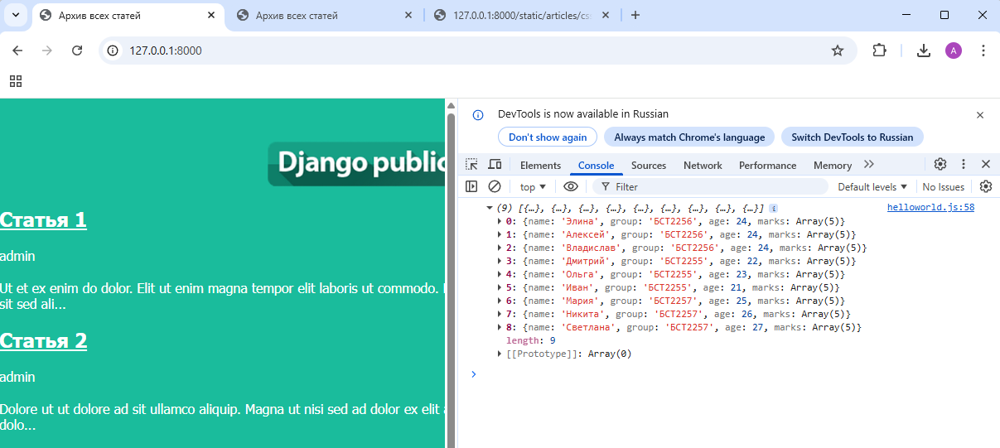 Архив всех статей
Архив всех статей
127.0.0.1:8000/static/articles/cs
127.0.0.1:8000
A
Django public
Статья 1
admin
Ut et ex enim do dolor. Elit ut enim magna tempor elit laboris ut commodo.
sit sed ali...
Статья 2
admin
Dolore ut ut dolore ad sit ullamco aliquip. Magna ut nisi sed ad dolor ex elit
dolo...
DevTools is now available in Russian
Don't show again
Always match Chrome's language
Switch DevTools to Russian
Elements
Console
Sources
Network
Performance
Memory
top
Filter
Default levels
No Issues
(9) [{…}, {…}, {…}, {…}, {…}, {…}, {…}, {…}, {…}] i
helloworld.js:58
0: {name: 'Элина', group: 'БСТ2256', age: 24, marks: Array(5)}
1: {name: 'Алексей', group: 'БСТ2256', age: 24, marks: Array(5)}
2: {name: 'Владислав', group: 'БСТ2256', age: 24, marks: Array(5)}
3: {name: 'Дмитрий', group: 'БСТ2255', age: 22, marks: Array(5)}
4: {name: 'Ольга', group: 'БСТ2255', age: 23, marks: Array(5)}
5: {name: 'Иван', group: 'БСТ2255', age: 21, marks: Array(5)}
6: {name: 'Мария', group: 'БСТ2257', age: 25, marks: Array(5)}
7: {name: 'Никита', group: 'БСТ2257', age: 26, marks: Array(5)}
8: {name: 'Светлана', group: 'БСТ2257', age: 27, marks: Array(5)}
length: 9
[[Prototype]]: Array(0)